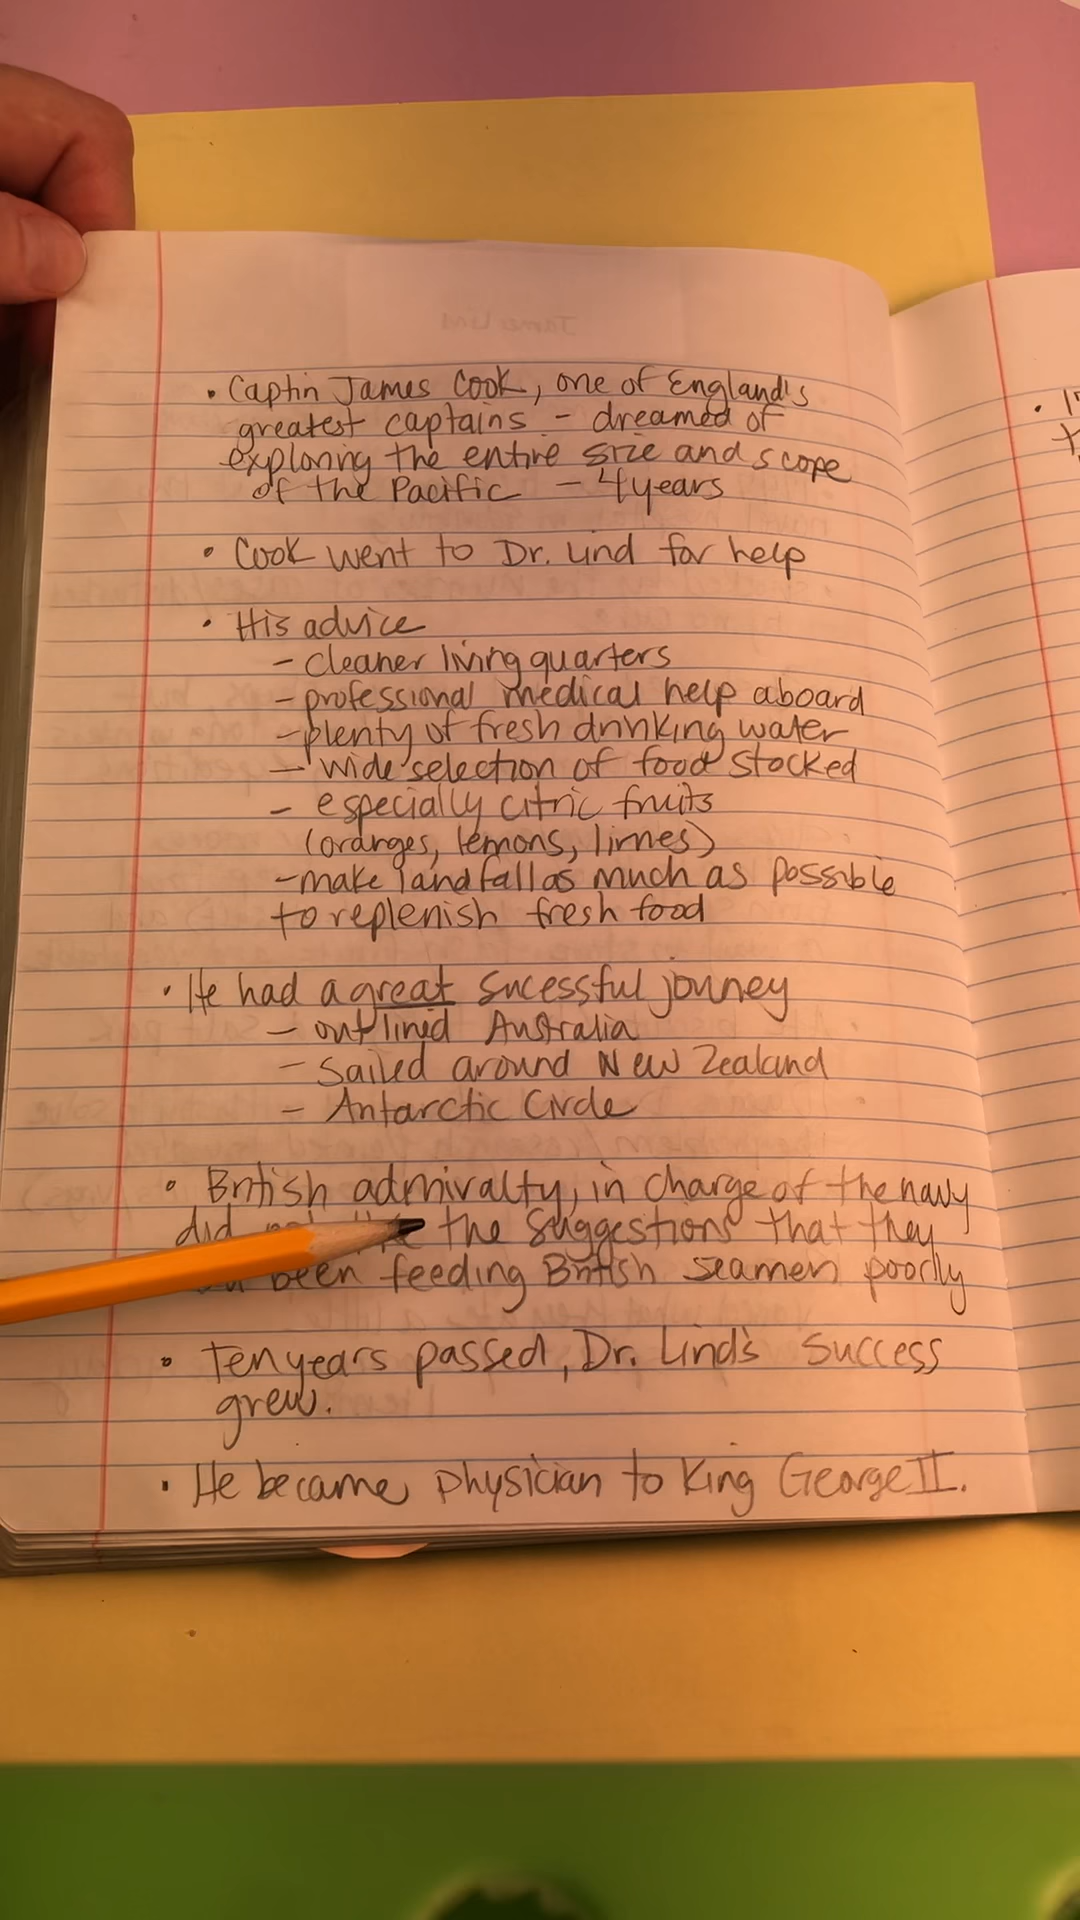 • Captin James Cook, one of England's
greatest captains - dreamed of
exploring the entire size and scope
of the Pacific - 4 years
• Cook went to Dr. Lind for help
• His advice
- cleaner living quarters
- professional medical help aboard
- plenty of fresh drinking water
- wide selection of food stocked
- especially citric fruits
(oranges, lemons, limes)
- make landfall as much as possible
to replenish fresh food
• He had a great sucessful jouney
- outlined Australia
- Sailed around New Zealand
- Antarctic Circle
• British admivalty, in charge of the navy
did the suggestions that they
been feeding British seamen poorly
• Ten years passed, Dr. Lind's success
grew.
• He became physician to King George II.